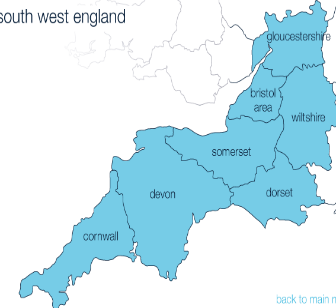 south west england
gloucestershire
bristol
area
wiltshire
somerset
devon
dorset
cornwall
back to main